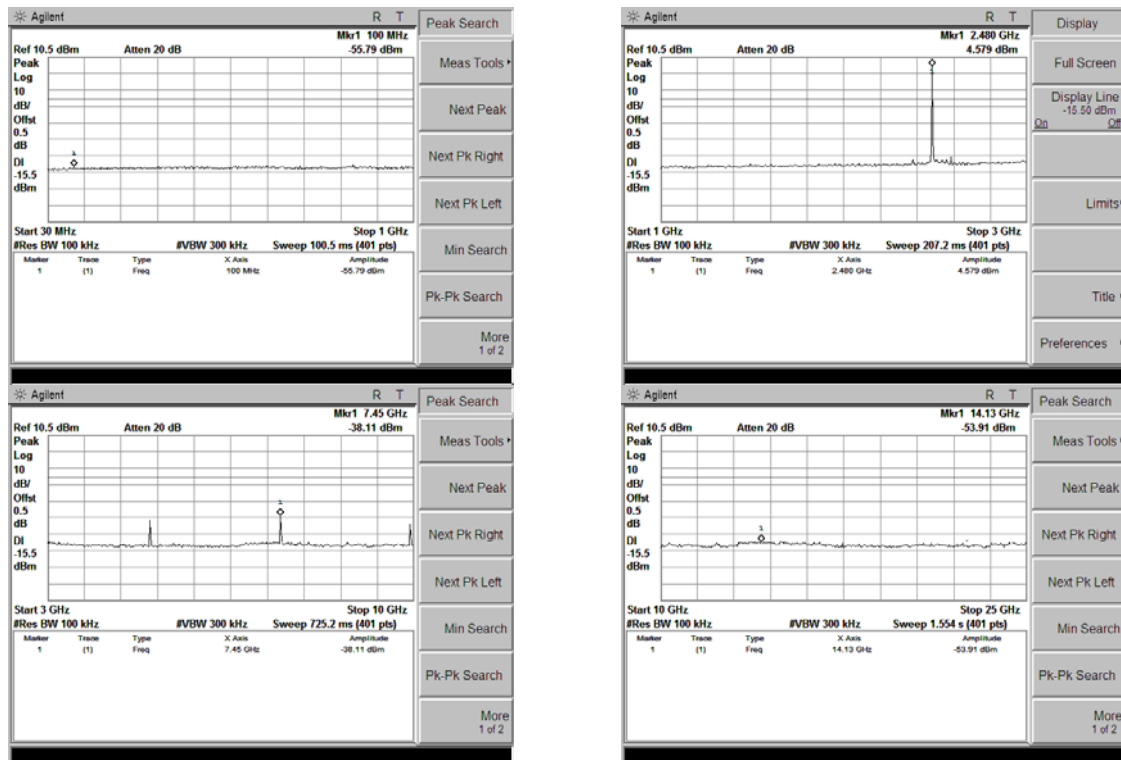 Agilent R T
Peak Search
Mkr1 100 MHz
Ref 10.5 dBm Atten 20 dB -55.79 dBm
Peak
Log
10
dB/
Offst
0.5
dB
DI
-15.5
dBm
1
Start 30 MHz Stop 1 GHz
#Res BW 100 kHz #VBW 300 kHz Sweep 100.5 ms (401 pts)
Marker Trace Type X Axis Amplitude
1 (1) Freq 100 MHz -55.79 dBm
Meas Tools
Next Peak
Next Pk Right
Next Pk Left
Min Search
Pk-Pk Search
More
1 of 2
Agilent R T
Display
Mkr1 2.480 GHz
Ref 10.5 dBm Atten 20 dB 4.579 dBm
Peak
Log
10
dB/
Offst
0.5
dB
DI
-15.5
dBm
1
Start 1 GHz Stop 3 GHz
#Res BW 100 kHz #VBW 300 kHz Sweep 207.2 ms (401 pts)
Marker Trace Type X Axis Amplitude
1 (1) Freq 2.480 GHz 4.579 dBm
Full Screen
Display Line
-15.50 dBm
On Off
Limits
Title
Preferences
Agilent R T
Peak Search
Mkr1 7.45 GHz
Ref 10.5 dBm Atten 20 dB -38.11 dBm
Peak
Log
10
dB/
Offst
0.5
dB
DI
-15.5
dBm
1
Start 3 GHz Stop 10 GHz
#Res BW 100 kHz #VBW 300 kHz Sweep 725.2 ms (401 pts)
Marker Trace Type X Axis Amplitude
1 (1) Freq 7.45 GHz -38.11 dBm
Meas Tools
Next Peak
Next Pk Right
Next Pk Left
Min Search
Pk-Pk Search
More
1 of 2
Agilent R T
Peak Search
Mkr1 14.13 GHz
Ref 10.5 dBm Atten 20 dB -53.91 dBm
Peak
Log
10
dB/
Offst
0.5
dB
DI
-15.5
dBm
1
Start 10 GHz Stop 25 GHz
#Res BW 100 kHz #VBW 300 kHz Sweep 1.554 s (401 pts)
Marker Trace Type X Axis Amplitude
1 (1) Freq 14.13 GHz -53.91 dBm
Meas Tools
Next Peak
Next Pk Right
Next Pk Left
Min Search
Pk-Pk Search
More
1 of 2